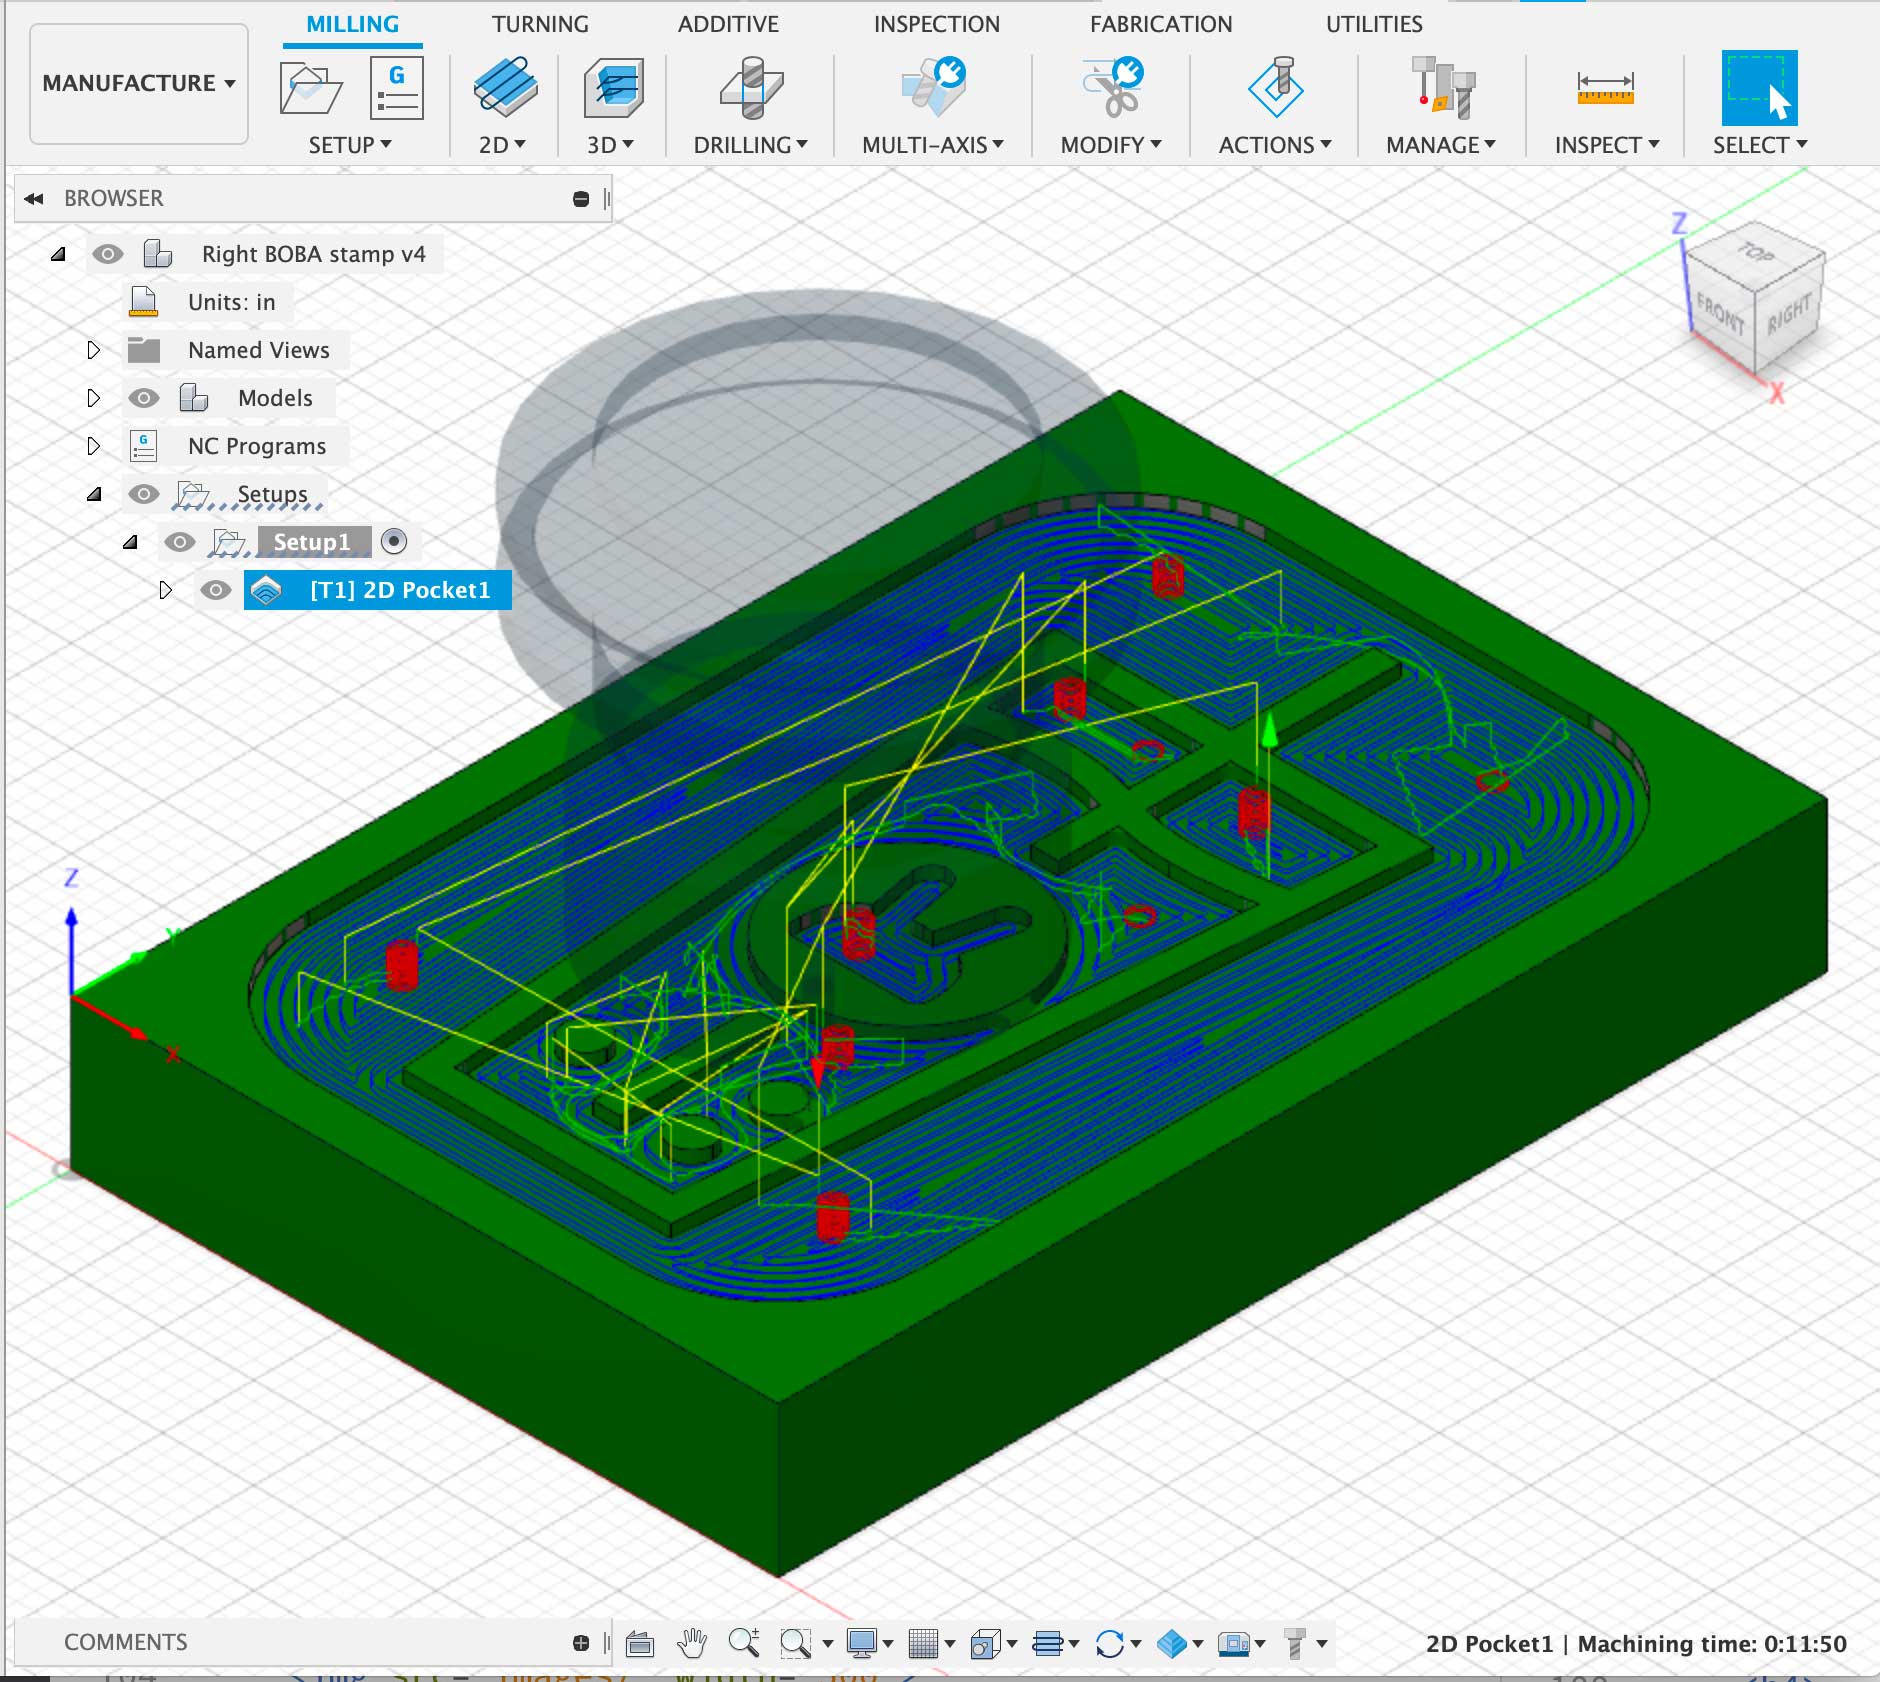 MILLING TURNING ADDITIVE INSPECTION FABRICATION UTILITIES
MANUFACTURE
G
SETUP 2D 3D DRILLING MULTI-AXIS MODIFY ACTIONS MANAGE INSPECT SELECT
BROWSER
Right BOBA stamp v4
Units: in
Named Views
Models
G
NC Programs
Setups
Setup1
[T1] 2D Pocket1
Z
TOP
FRONT
RIGHT
X
Z
Y
X
COMMENTS
2D Pocket1 | Machining time: 0:11:50